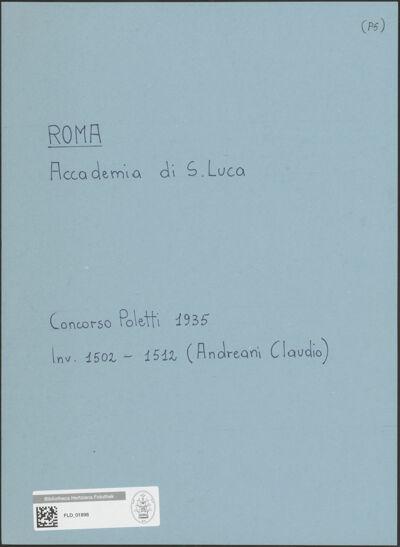 (P5)
ROMA
Accademia di S. Luca
Concorso Poletti 1935
Inv. 1502 - 1512 (Andreani Claudio)
Bibliotheca Hertziana Fotothek
FLD_01898